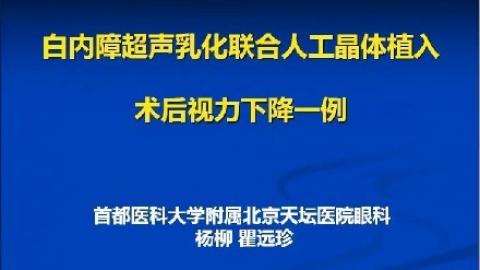 白内障超声乳化联合人工晶体植入
术后视力下降一例
首都医科大学附属北京天坛医院眼科
杨柳 瞿远珍